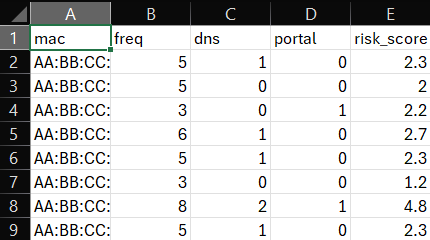 A B C D E
1 mac freq dns portal risk_score
2 AA:BB:CC: 5 1 0 2.3
3 AA:BB:CC: 5 0 0 2
4 AA:BB:CC: 3 0 1 2.2
5 AA:BB:CC: 6 1 0 2.7
6 AA:BB:CC: 5 1 0 2.3
7 AA:BB:CC: 3 0 0 1.2
8 AA:BB:CC: 8 2 1 4.8
9 AA:BB:CC: 5 1 0 2.3